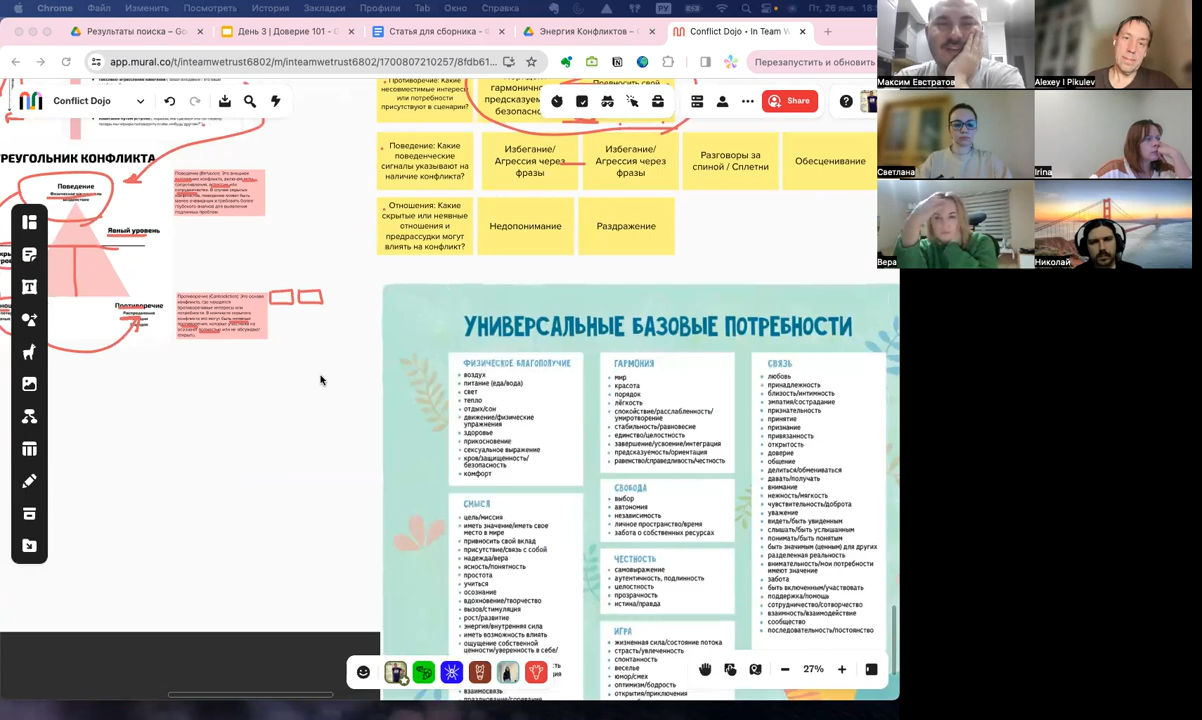 Chrome Файл Изменить Посмотреть История Закладки Профили Tab Окно Справка
РУ
Пт, 26 янв.
Результаты поиска – Go
День 3 | Доверие 101 - G
Статья для сборника - G
Энергия Конфликтов – G
Conflict Dojo • In Team W
app.mural.co/t/inteamwetrust6802/m/inteamwetrust6802/1700807210257/8fdb61...
Перезапустить и обновить
Conflict Dojo
Share
?
Противоречие: Какие
несовместимые интересы
или потребности
присутствуют в сценарии?
Привносить свой
гармоничн
предсказуем
безопасно
Поведение: Какие
поведенческие
сигналы указывают на
наличие конфликта?
Избегание/
Агрессия через
фразы
Избегание/
Агрессия через
фразы
Разговоры за
спиной / Сплетни
Обесценивание
Отношения: Какие
скрытые или неявные
отношения и
предрассудки могут
влиять на конфликт?
Недопонимание
Раздражение
РЕУГОЛЬНИК КОНФЛИКТА
Поведение
Явный уровень
Противоречие
УНИВЕРСАЛЬНЫЕ БАЗОВЫЕ ПОТРЕБНОСТИ
ФИЗИЧЕСКОЕ БЛАГОПОЛУЧИЕ
воздух
питание (еда/вода)
свет
тепло
отдых/сон
движение/физические
упражнения
здоровье
прикосновение
сексуальное выражение
кров/защищенность/
безопасность
комфорт
СМЫСЛ
цель/миссия
иметь значение/иметь свое
место в мире
привносить свой вклад
присутствие/связь с собой
надежда/вера
ясность/понятность
простота
учиться
осознание
вдохновение/творчество
вызов/стимуляция
рост/развитие
энергия/внутренняя сила
иметь возможность влиять
ощущение собственной
ценности/уверенность в себе/
взаимосвязь
празднование/горевание
ГАРМОНИЯ
мир
красота
порядок
лёгкость
спокойствие/расслабленность/
умиротворение
стабильность/равновесие
единство/целостность
завершение/усвоение/интеграция
предсказуемость/ориентация
равенство/справедливость/честность
СВОБОДА
выбор
автономия
независимость
личное пространство/время
забота о собственных ресурсах
ЧЕСТНОСТЬ
самовыражение
аутентичность, подлинность
целостность
прозрачность
истина/правда
ИГРА
жизненная сила/состояние потока
страсть/увлеченность
спонтанность
веселье
юмор/смех
оптимизм/бодрость
открытия/приключения
СВЯЗЬ
любовь
принадлежность
близость/интимность
эмпатия/сострадание
признательность
принятие
признание
привязанность
открытость
доверие
общение
делиться/обмениваться
давать/получать
внимание
нежность/мягкость
чувствительность/доброта
уважение
видеть/быть увиденным
слышать/быть услышанным
понимать/быть понятым
быть значимым (ценным) для других
разделенная реальность
внимательность/мои потребности
имеют значение
забота
быть включенным/участвовать
поддержка/помощь
сотрудничество/сотворчество
взаимность/взаимодействие
сообщество
последовательность/постоянство
27%
Максим Евстратов
Alexey I Pikulev
Светлана
Irina
Вера
Николай